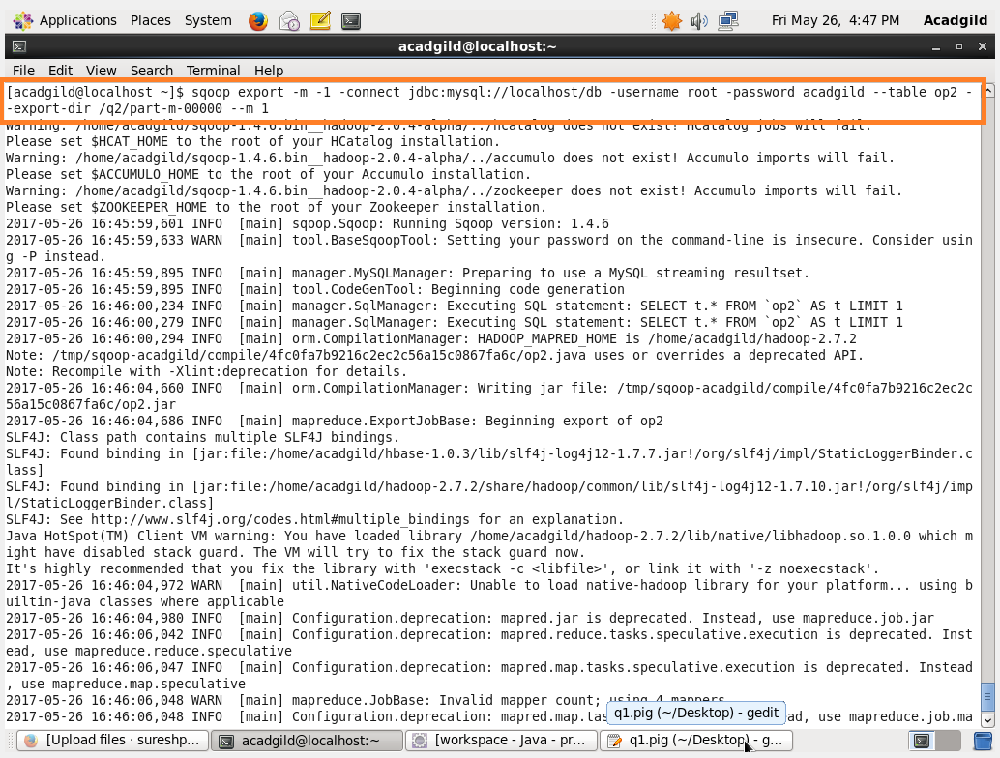 Applications Places System Fri May 26, 4:47 PM Acadgild
acadgild@localhost:~
File Edit View Search Terminal Help
[acadgild@localhost ~]$ sqoop export -m -1 -connect jdbc:mysql://localhost/db -username root -password acadgild --table op2 -
-export-dir /q2/part-m-00000 --m 1
Warning: /home/acadgild/sqoop-1.4.6.bin__hadoop-2.0.4-alpha/../hcatalog does not exist! HCatalog jobs will fail.
Please set $HCAT_HOME to the root of your HCatalog installation.
Warning: /home/acadgild/sqoop-1.4.6.bin__hadoop-2.0.4-alpha/../accumulo does not exist! Accumulo imports will fail.
Please set $ACCUMULO_HOME to the root of your Accumulo installation.
Warning: /home/acadgild/sqoop-1.4.6.bin__hadoop-2.0.4-alpha/../zookeeper does not exist! Accumulo imports will fail.
Please set $ZOOKEEPER_HOME to the root of your Zookeeper installation.
2017-05-26 16:45:59,601 INFO  [main] sqoop.Sqoop: Running Sqoop version: 1.4.6
2017-05-26 16:45:59,633 WARN  [main] tool.BaseSqoopTool: Setting your password on the command-line is insecure. Consider usin
g -P instead.
2017-05-26 16:45:59,895 INFO  [main] manager.MySQLManager: Preparing to use a MySQL streaming resultset.
2017-05-26 16:45:59,895 INFO  [main] tool.CodeGenTool: Beginning code generation
2017-05-26 16:46:00,234 INFO  [main] manager.SqlManager: Executing SQL statement: SELECT t.* FROM `op2` AS t LIMIT 1
2017-05-26 16:46:00,279 INFO  [main] manager.SqlManager: Executing SQL statement: SELECT t.* FROM `op2` AS t LIMIT 1
2017-05-26 16:46:00,294 INFO  [main] orm.CompilationManager: HADOOP_MAPRED_HOME is /home/acadgild/hadoop-2.7.2
Note: /tmp/sqoop-acadgild/compile/4fc0fa7b9216c2ec2c56a15c0867fa6c/op2.java uses or overrides a deprecated API.
Note: Recompile with -Xlint:deprecation for details.
2017-05-26 16:46:04,660 INFO  [main] orm.CompilationManager: Writing jar file: /tmp/sqoop-acadgild/compile/4fc0fa7b9216c2ec2c
56a15c0867fa6c/op2.jar
2017-05-26 16:46:04,686 INFO  [main] mapreduce.ExportJobBase: Beginning export of op2
SLF4J: Class path contains multiple SLF4J bindings.
SLF4J: Found binding in [jar:file:/home/acadgild/hbase-1.0.3/lib/slf4j-log4j12-1.7.7.jar!/org/slf4j/impl/StaticLoggerBinder.c
lass]
SLF4J: Found binding in [jar:file:/home/acadgild/hadoop-2.7.2/share/hadoop/common/lib/slf4j-log4j12-1.7.10.jar!/org/slf4j/imp
l/StaticLoggerBinder.class]
SLF4J: See http://www.slf4j.org/codes.html#multiple_bindings for an explanation.
Java HotSpot(TM) Client VM warning: You have loaded library /home/acadgild/hadoop-2.7.2/lib/native/libhadoop.so.1.0.0 which m
ight have disabled stack guard. The VM will try to fix the stack guard now.
It's highly recommended that you fix the library with 'execstack -c <libfile>', or link it with '-z noexecstack'.
2017-05-26 16:46:04,972 WARN  [main] util.NativeCodeLoader: Unable to load native-hadoop library for your platform... using b
uiltin-java classes where applicable
2017-05-26 16:46:04,980 INFO  [main] Configuration.deprecation: mapred.jar is deprecated. Instead, use mapreduce.job.jar
2017-05-26 16:46:06,042 INFO  [main] Configuration.deprecation: mapred.reduce.tasks.speculative.execution is deprecated. Inst
ead, use mapreduce.reduce.speculative
2017-05-26 16:46:06,047 INFO  [main] Configuration.deprecation: mapred.map.tasks.speculative.execution is deprecated. Instead
, use mapreduce.map.speculative
2017-05-26 16:46:06,048 WARN  [main] mapreduce.JobBase: Invalid mapper count; using 4 mappers.
2017-05-26 16:46:06,048 INFO  [main] Configuration.deprecation: mapred.map.tas ad, use mapreduce.job.ma
q1.pig (~/Desktop) - gedit
[Upload files · sureshp... acadgild@localhost:~ [workspace - Java - pr... q1.pig (~/Desktop) - g...